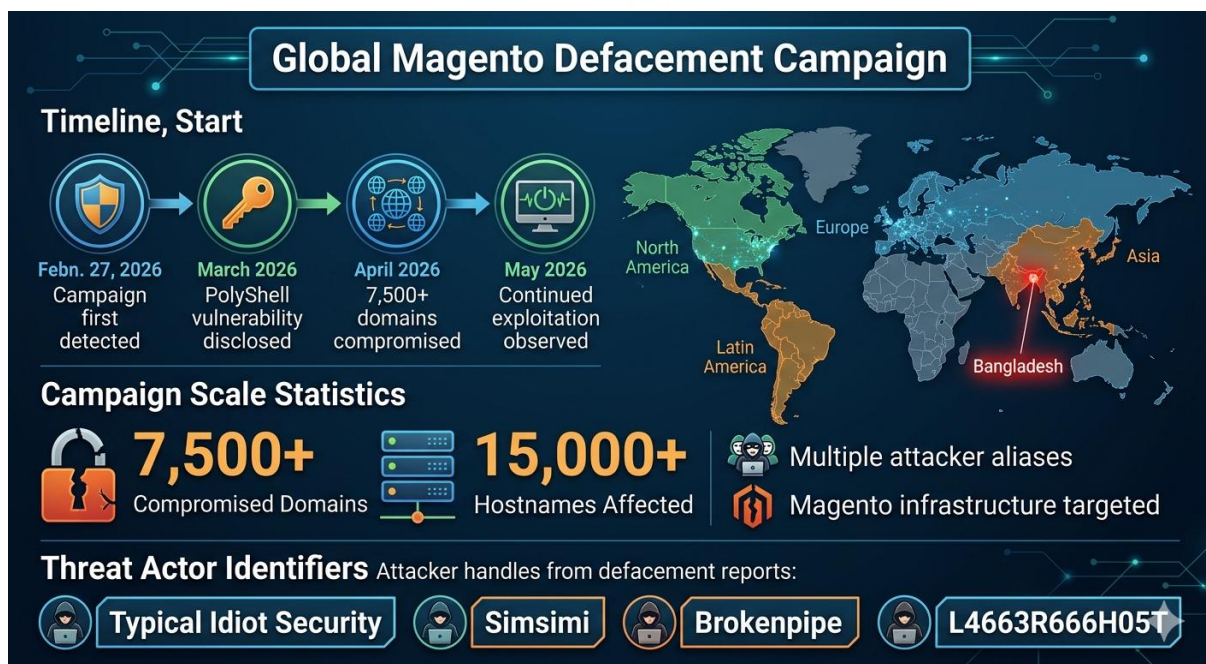 Global Magento Defacement Campaign
Timeline, Start
Febn. 27, 2026
Campaign
first
detected
March 2026
PolyShell
vulnerability
disclosed
April 2026
7,500+
domains
compromised
May 2026
Continued
exploitation
observed
North
America
Europe
Asia
Latin
America
Bangladesh
Campaign Scale Statistics
7,500+
Compromised Domains
15,000+
Hostnames Affected
Multiple attacker aliases
Magento infrastructure targeted
Threat Actor Identifiers Attacker handles from defacement reports:
Typical Idiot Security
Simsimi
Brokenpipe
L4663R666H05T